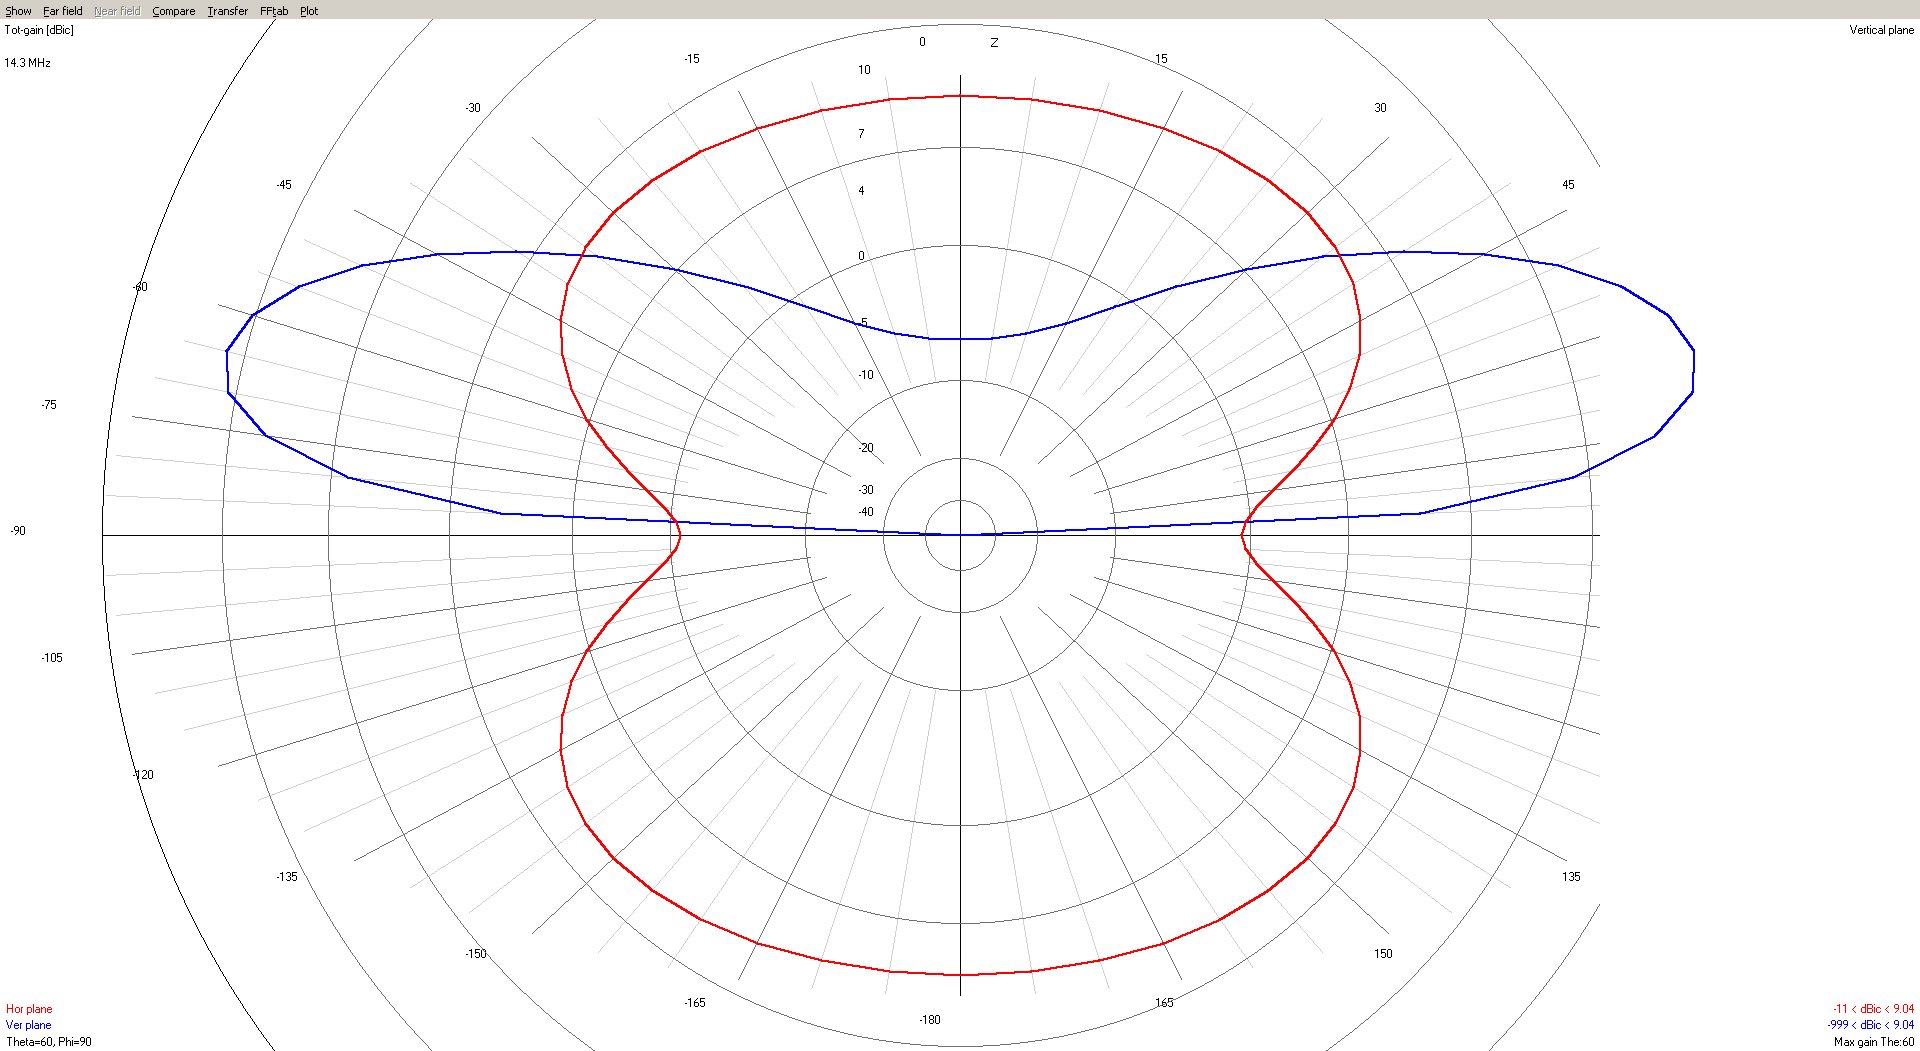 Show Far field Near field Compare Transfer FFtab Plot
Tot-gain [dBic]
Vertical plane
14.3 MHz
0 Z
-15 15
10
-30 30
7
-45 45
4
0
-60
-5
-10
-75
-20
-30
-40
-90
-105
-120
-135 135
-150 150
-165 165
-180
Hor plane
Ver plane
Theta=60, Phi=90
-11 < dBic < 9.04
-999 < dBic < 9.04
Max gain The:60